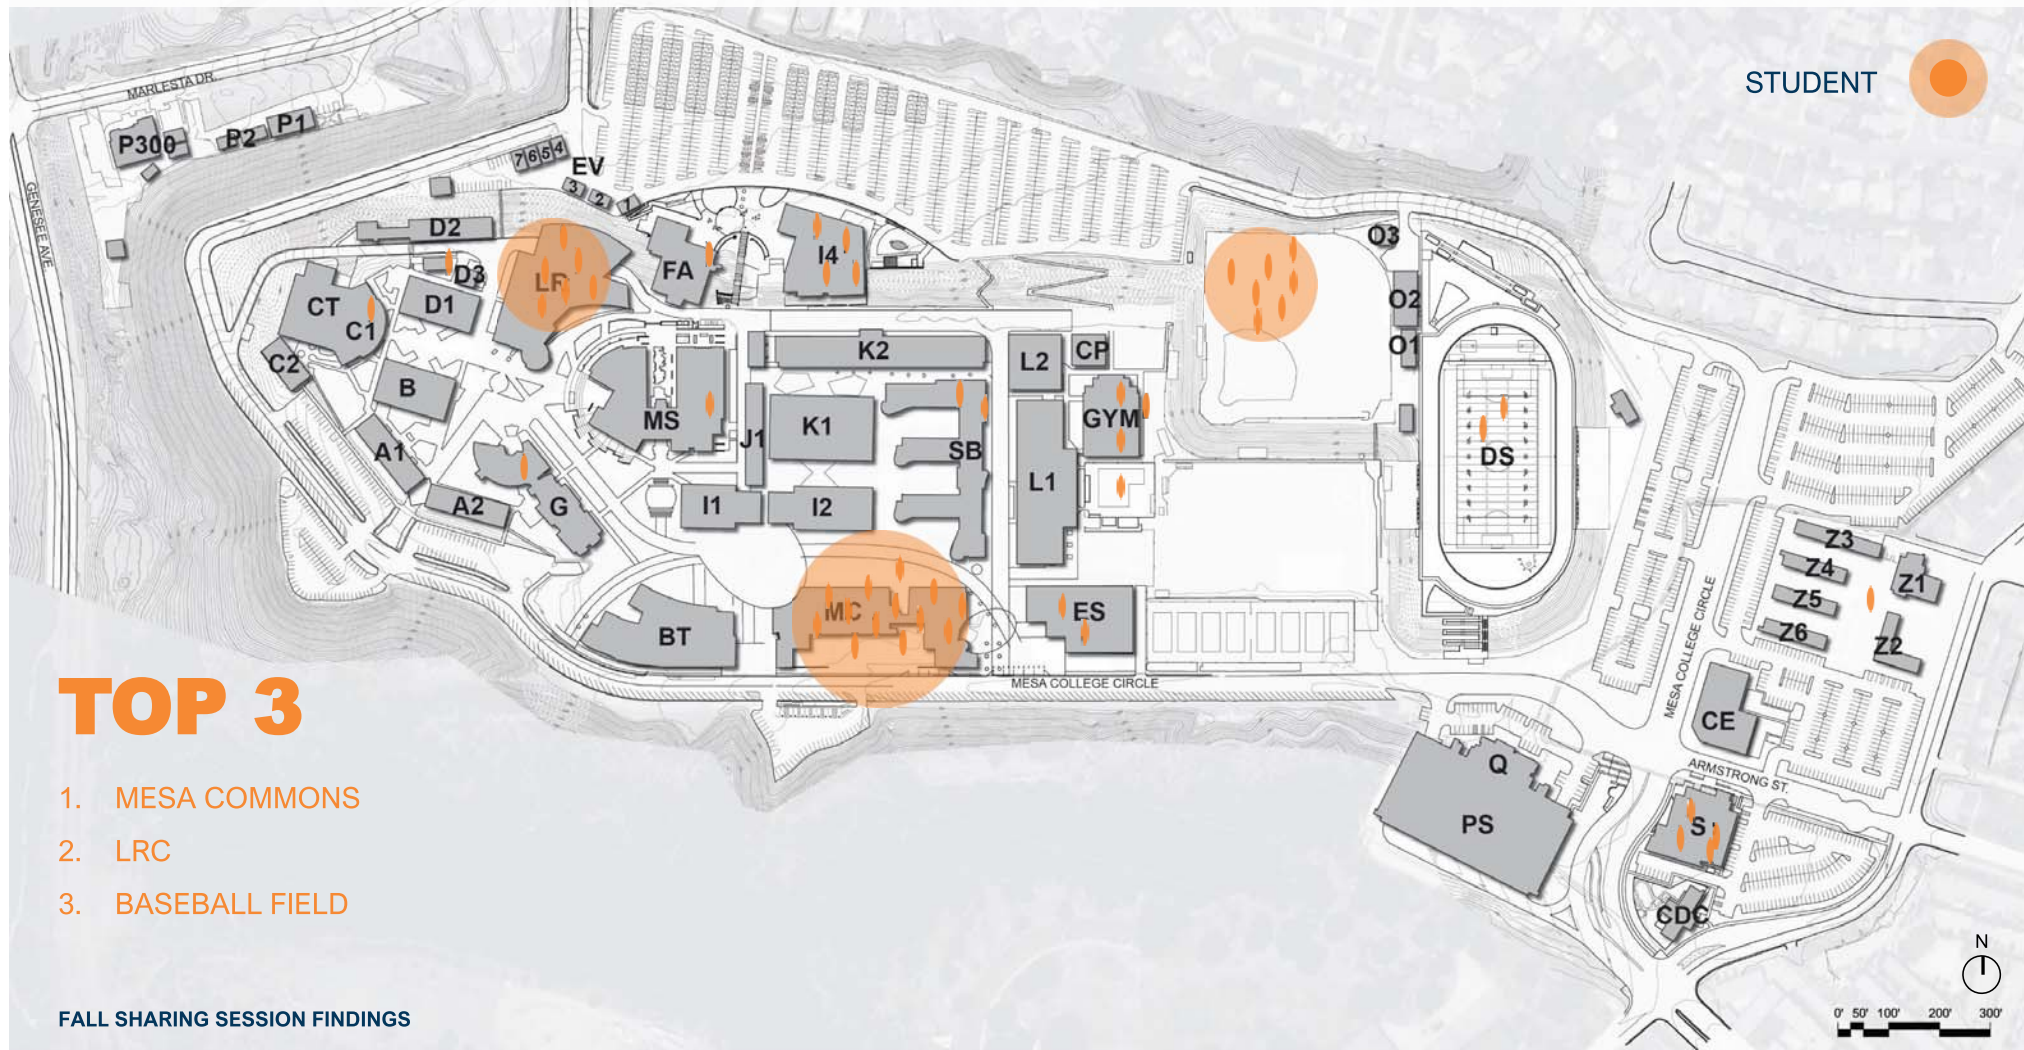 STUDENT
MARLESTA DR.
P300
P2
P1
7 6 5 4
EV
3
2
1
GENESEE AVE
D2
D3
LR
FA
I4
O3
CT
C1
D1
O2
O1
C2
B
K2
L2
CP
MS
J1
K1
SB
GYM
DS
A1
A2
G
I1
I2
L1
Z3
Z4
Z5
Z6
Z1
Z2
BT
MC
ES
MESA COLLEGE CIRCLE
MESA COLLEGE CIRCLE
CE
ARMSTRONG ST.
Q
PS
S
CDC
TOP 3
1. MESA COMMONS
2. LRC
3. BASEBALL FIELD
FALL SHARING SESSION FINDINGS
N
0' 50' 100' 200' 300'